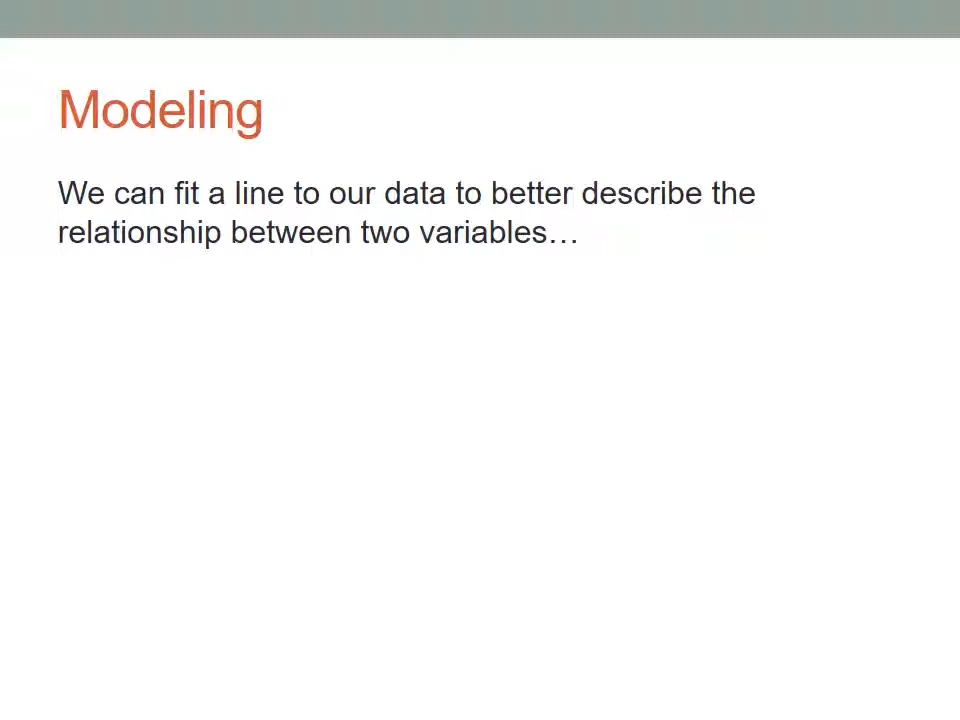 Modeling
We can fit a line to our data to better describe the
relationship between two variables…